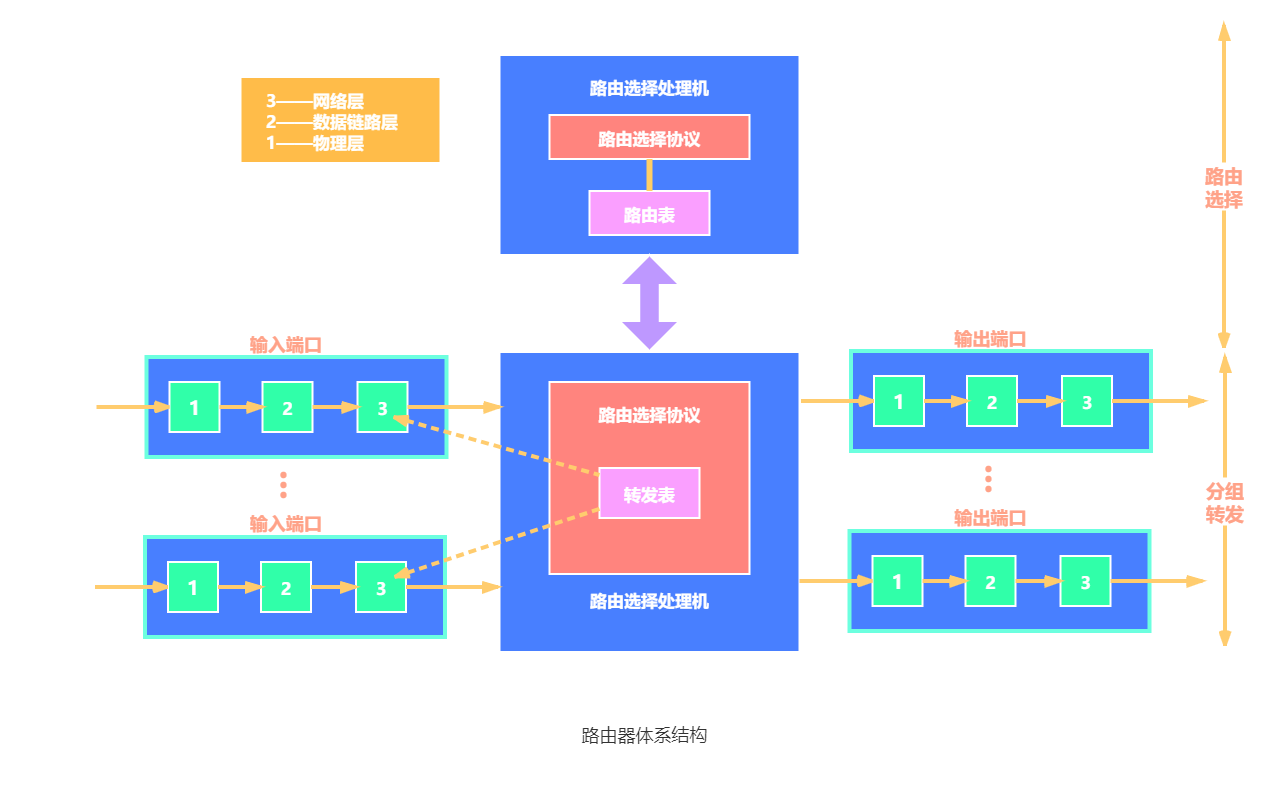 路由选择处理机
3——网络层
2——数据链路层
1——物理层
路由选择协议
路由表
路由
选择
输入端口
1
2
3
输入端口
1
2
3
路由选择协议
转发表
路由选择处理机
输出端口
1
2
3
输出端口
1
2
3
分组
转发
路由器体系结构